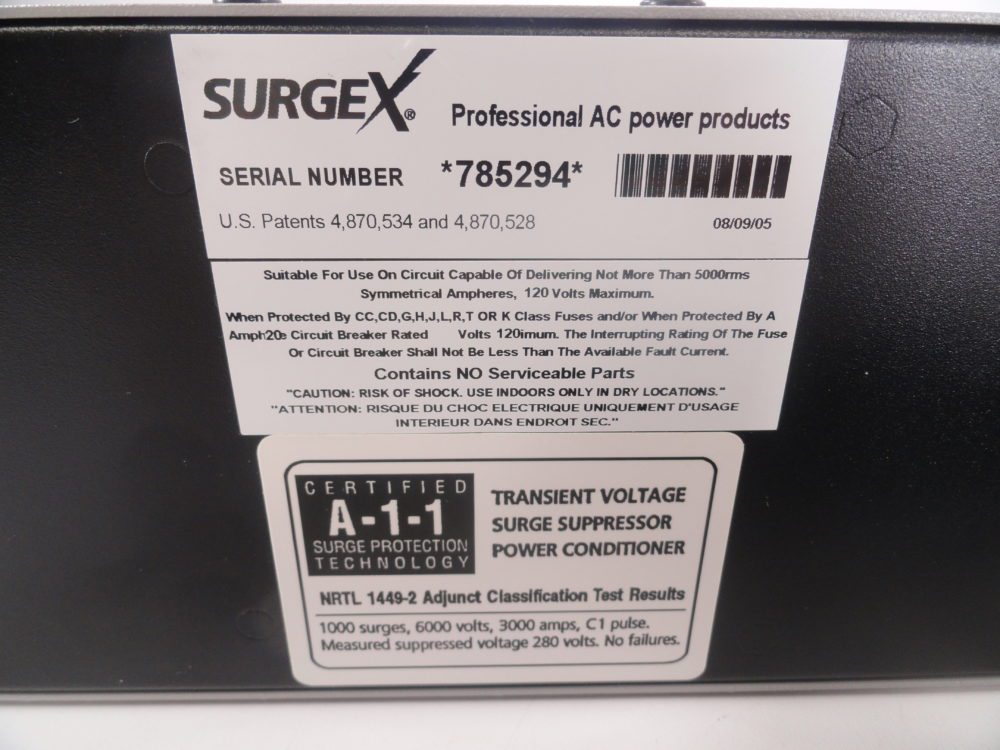 SURGEX®
Professional AC power products
SERIAL NUMBER *785294*
U.S. Patents 4,870,534 and 4,870,528 08/09/05
Suitable For Use On Circuit Capable Of Delivering Not More Than 5000rms
Symmetrical Ampheres, 120 Volts Maximum.
When Protected By CC,CD,G,H,J,L,R,T OR K Class Fuses and/or When Protected By A
Amph20e Circuit Breaker Rated Volts 120imum. The Interrupting Rating Of The Fuse
Or Circuit Breaker Shall Not Be Less Than The Available Fault Current.
Contains NO Serviceable Parts
"CAUTION: RISK OF SHOCK. USE INDOORS ONLY IN DRY LOCATIONS."
"ATTENTION: RISQUE DU CHOC ELECTRIQUE UNIQUEMENT D'USAGE
INTERIEUR DANS ENDROIT SEC."
CERTIFIED
A-1-1
SURGE PROTECTION
TECHNOLOGY
TRANSIENT VOLTAGE
SURGE SUPPRESSOR
POWER CONDITIONER
NRTL 1449-2 Adjunct Classification Test Results
1000 surges, 6000 volts, 3000 amps, C1 pulse.
Measured suppressed voltage 280 volts. No failures.